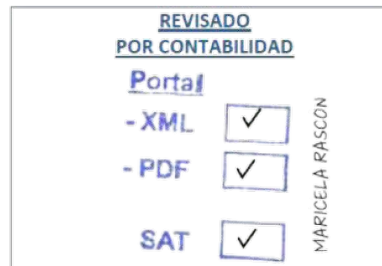 REVISADO
POR CONTABILIDAD
Portal
- XML ✓
- PDF ✓
SAT ✓
MARICELA RASCON